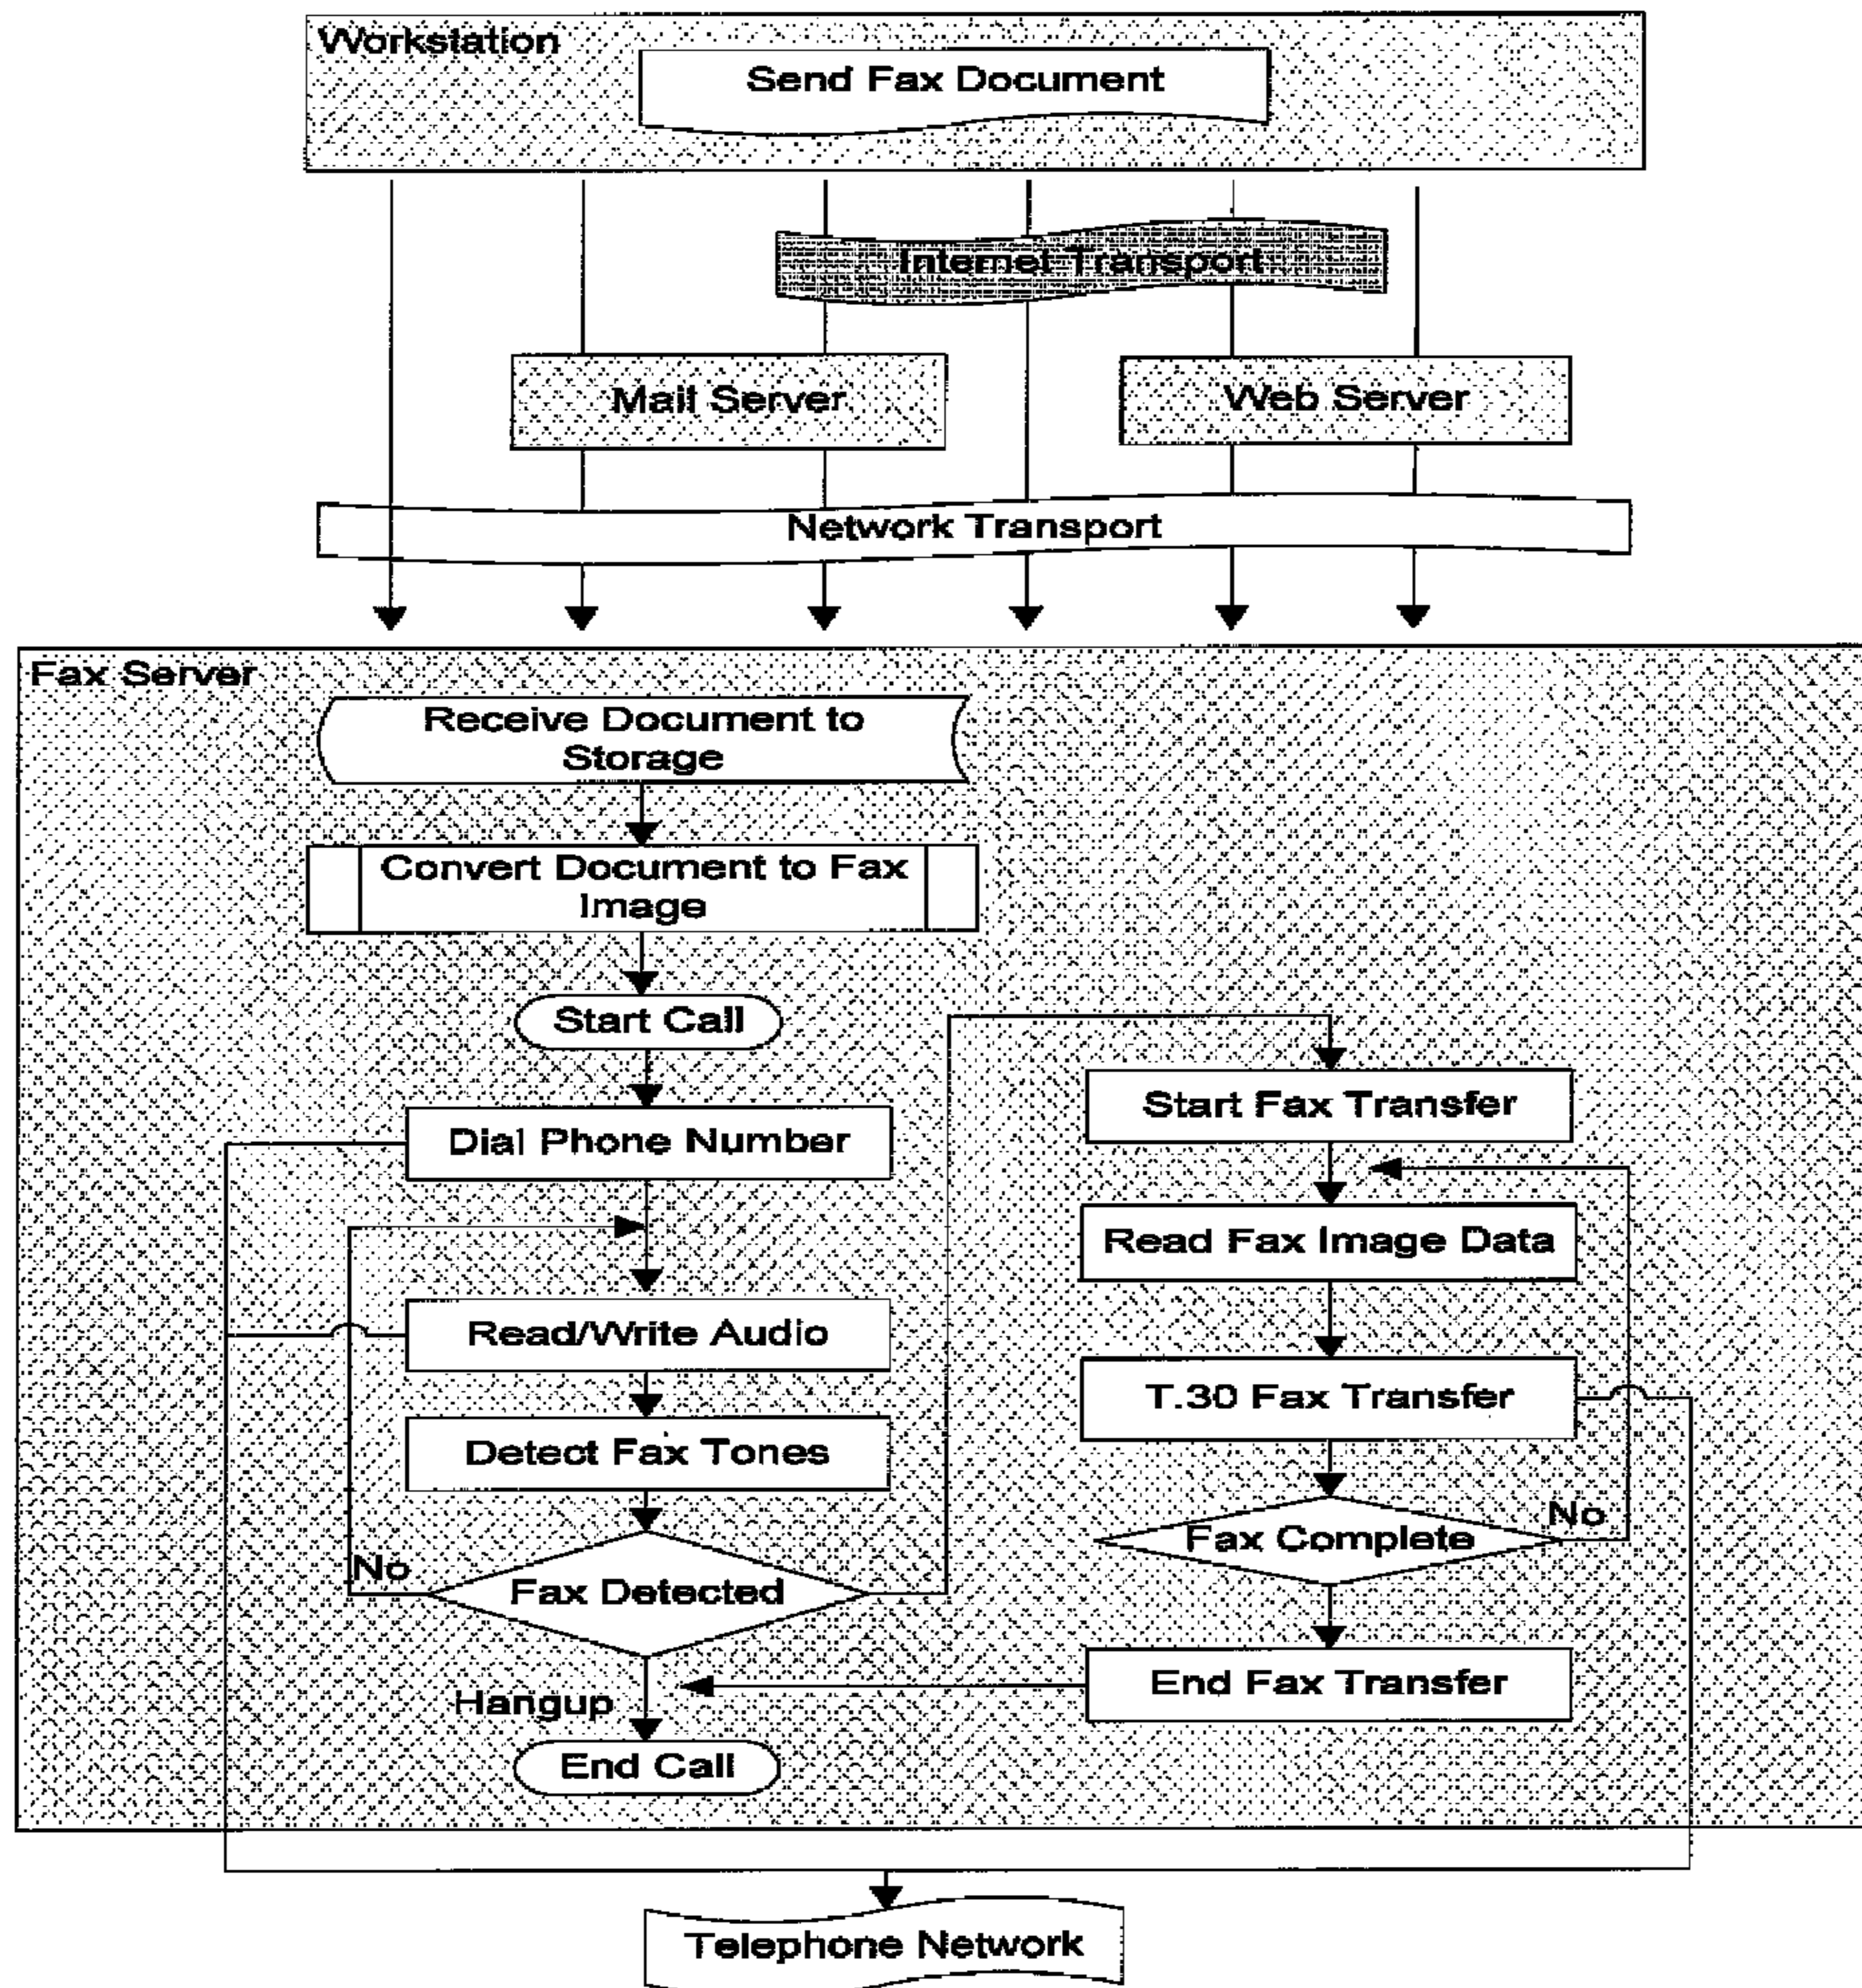 Workstation
Send Fax Document
Internet Transport
Mail Server
Web Server
Network Transport
Fax Server
Receive Document to
Storage
Convert Document to Fax
Image
Start Call
Dial Phone Number
Read/Write Audio
Detect Fax Tones
No
Fax Detected
Hangup
End Call
Start Fax Transfer
Read Fax Image Data
T.30 Fax Transfer
Fax Complete
No
End Fax Transfer
Telephone Network